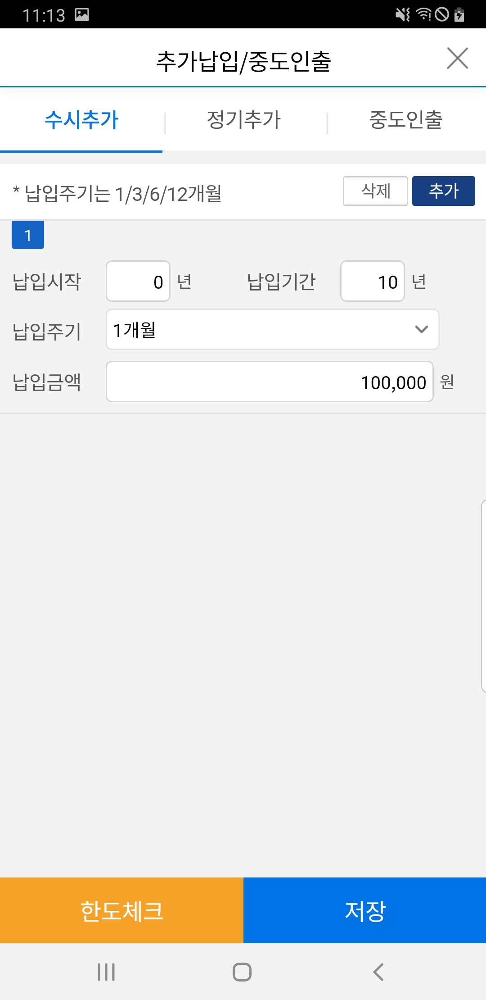 11:13
추가납입/중도인출
수시추가 정기추가 중도인출
* 납입주기는 1/3/6/12개월 삭제 추가
1
납입시작 0 년 납입기간 10 년
납입주기 1개월
납입금액 100,000 원
한도체크 저장